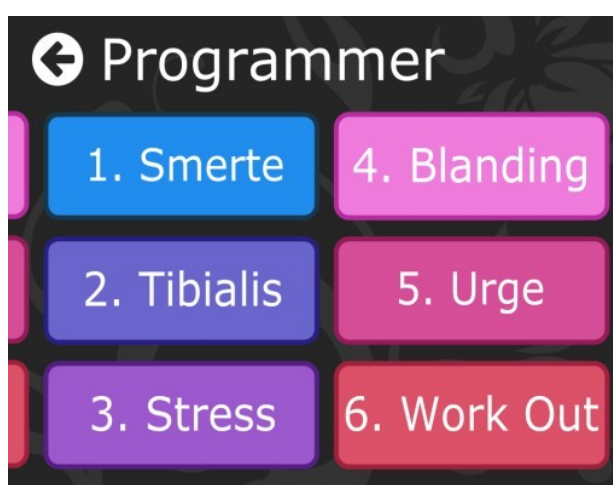 Programmer
1. Smerte
4. Blanding
2. Tibialis
5. Urge
3. Stress
6. Work Out